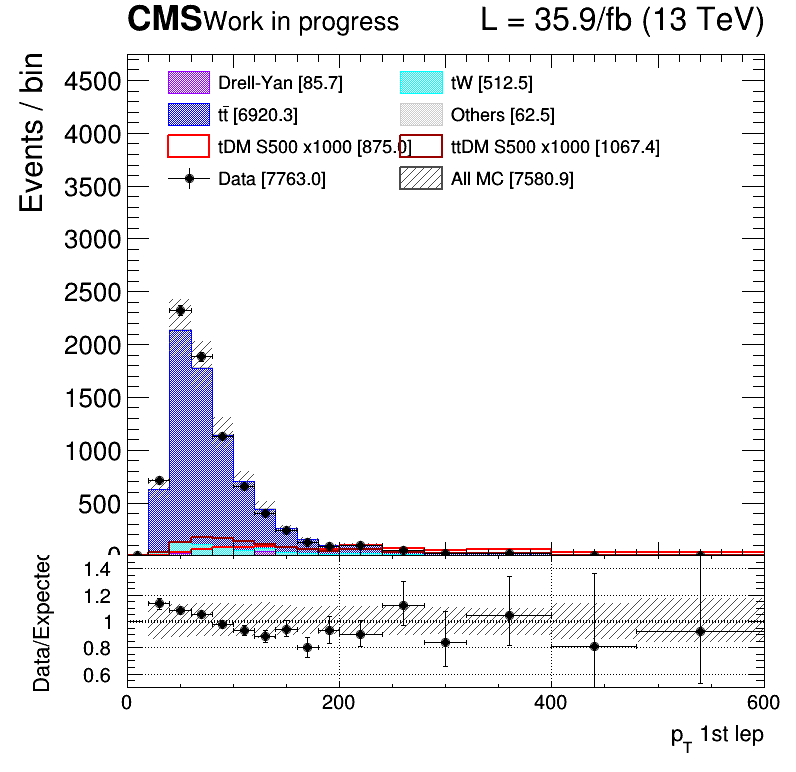 CMS Work in progress L = 35.9/fb (13 TeV)
Events / bin
Drell-Yan [85.7] tW [512.5]
tt̄ [6920.3] Others [62.5]
tDM S500 x1000 [875.0] ttDM S500 x1000 [1067.4]
Data [7763.0] All MC [7580.9]
4500
4000
3500
3000
2500
2000
1500
1000
500
0
Data/Expected
1.4
1.2
1
0.8
0.6
0 200 400 600
p_T 1st lep